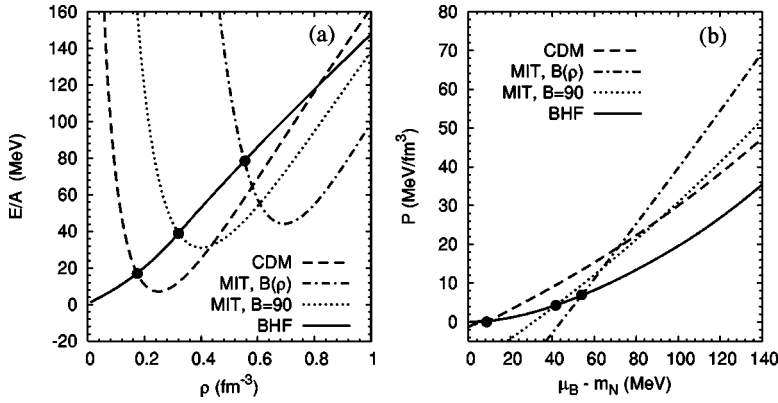 (a)
160
140
120
100
80
60
40
20
0
-20
E/A (MeV)
CDM
MIT, B(ρ)
MIT, B=90
BHF
0 0.2 0.4 0.6 0.8 1
ρ (fm⁻³)
(b)
80
70
60
50
40
30
20
10
0
P (MeV/fm³)
CDM
MIT, B(ρ)
MIT, B=90
BHF
0 20 40 60 80 100 120 140
μB - mN (MeV)